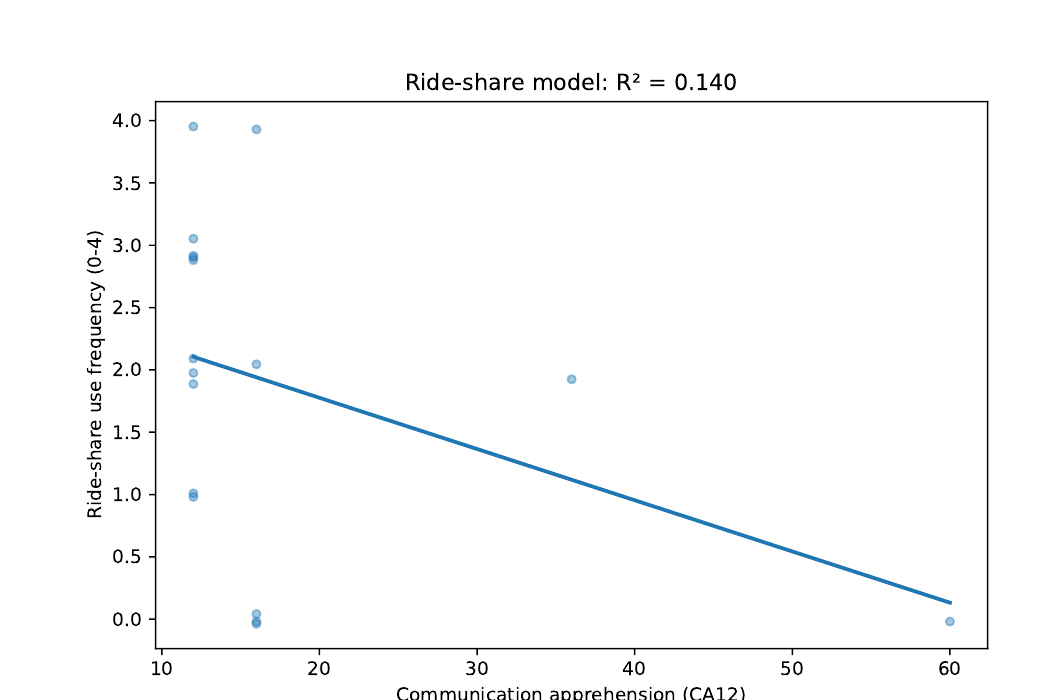 Ride-share model: R² = 0.140
Ride-share use frequency (0-4)
4.0
3.5
3.0
2.5
2.0
1.5
1.0
0.5
0.0
10 20 30 40 50 60
Communication apprehension (CA12)